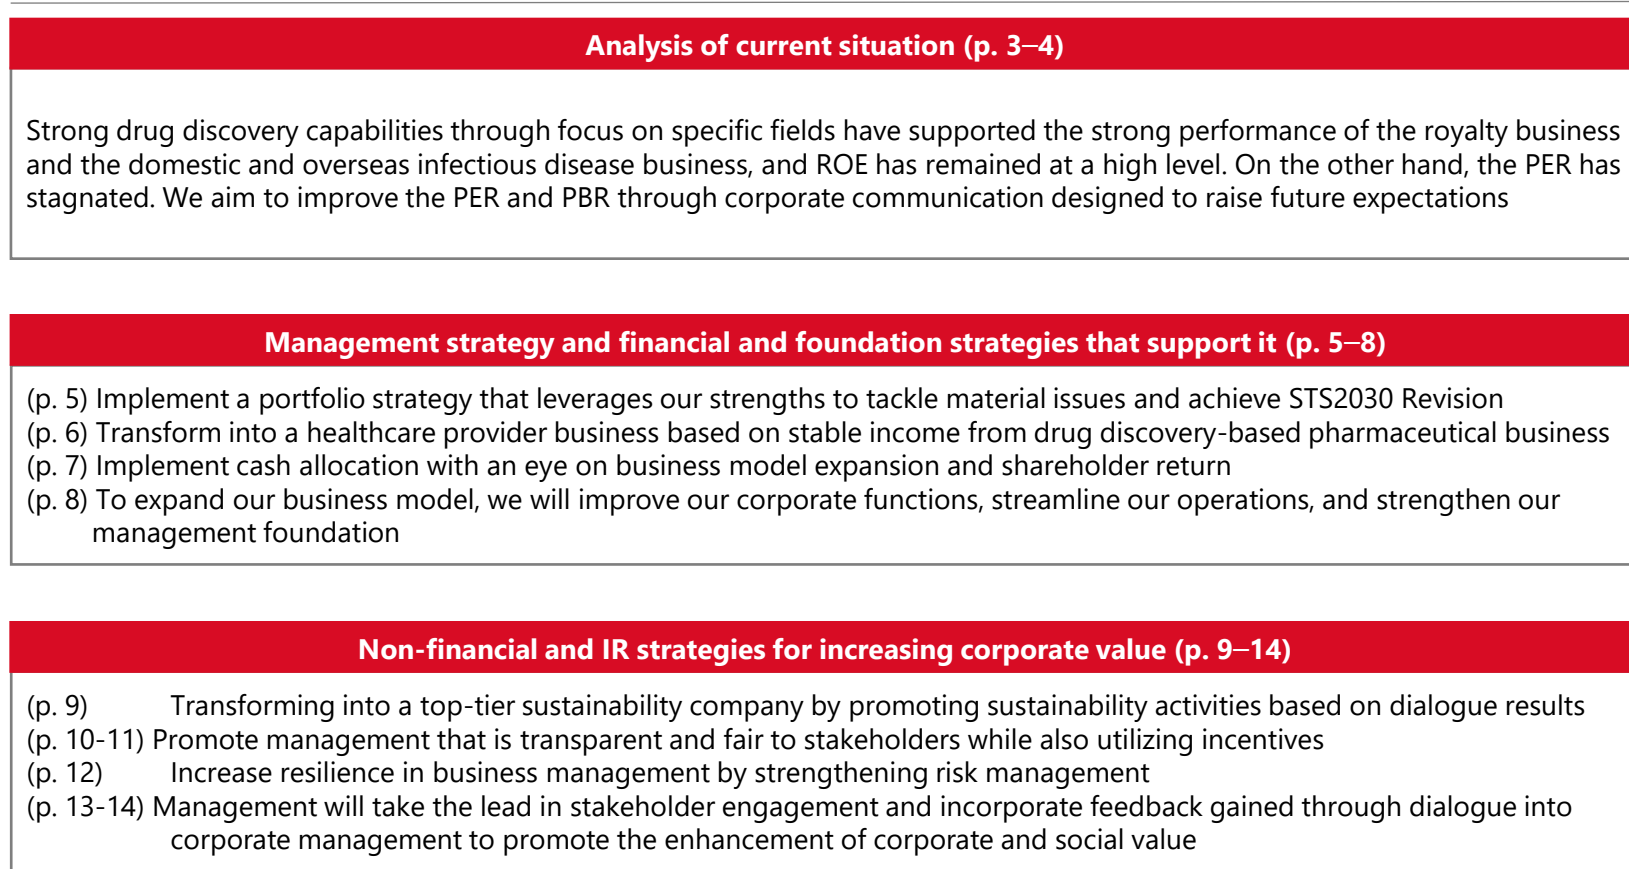 Analysis of current situation (p. 3–4)
Strong drug discovery capabilities through focus on specific fields have supported the strong performance of the royalty business
and the domestic and overseas infectious disease business, and ROE has remained at a high level. On the other hand, the PER has
stagnated. We aim to improve the PER and PBR through corporate communication designed to raise future expectations
Management strategy and financial and foundation strategies that support it (p. 5–8)
(p. 5) Implement a portfolio strategy that leverages our strengths to tackle material issues and achieve STS2030 Revision
(p. 6) Transform into a healthcare provider business based on stable income from drug discovery-based pharmaceutical business
(p. 7) Implement cash allocation with an eye on business model expansion and shareholder return
(p. 8) To expand our business model, we will improve our corporate functions, streamline our operations, and strengthen our
management foundation
Non-financial and IR strategies for increasing corporate value (p. 9–14)
(p. 9) Transforming into a top-tier sustainability company by promoting sustainability activities based on dialogue results
(p. 10-11) Promote management that is transparent and fair to stakeholders while also utilizing incentives
(p. 12) Increase resilience in business management by strengthening risk management
(p. 13-14) Management will take the lead in stakeholder engagement and incorporate feedback gained through dialogue into
corporate management to promote the enhancement of corporate and social value